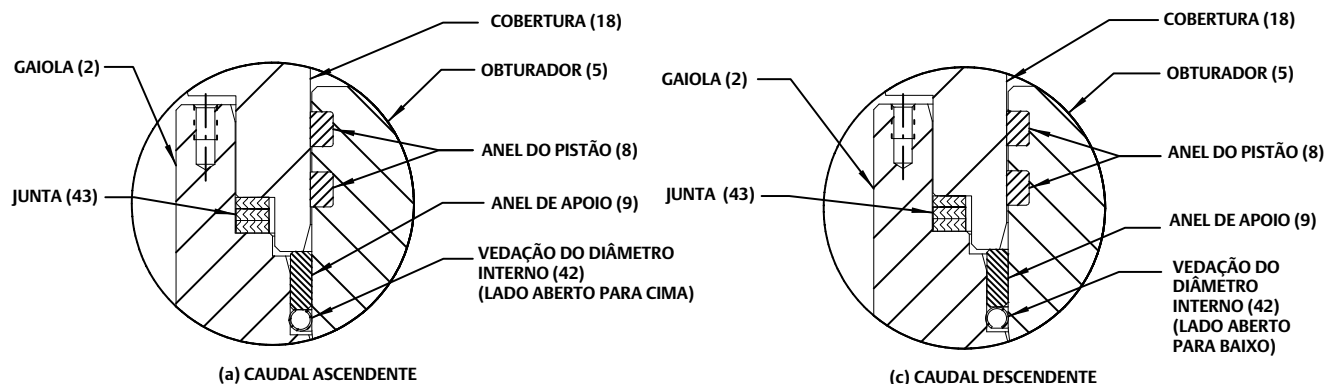 COBERTURA (18)
GAIOLA (2)
OBTURADOR (5)
ANEL DO PISTÃO (8)
JUNTA (43)
ANEL DE APOIO (9)
VEDAÇÃO DO DIÂMETRO
INTERNO (42)
(LADO ABERTO PARA CIMA)
(a) CAUDAL ASCENDENTE
COBERTURA (18)
GAIOLA (2)
OBTURADOR (5)
ANEL DO PISTÃO (8)
JUNTA (43)
ANEL DE APOIO (9)
VEDAÇÃO DO
DIÂMETRO
INTERNO (42)
(LADO ABERTO
PARA BAIXO)
(c) CAUDAL DESCENDENTE